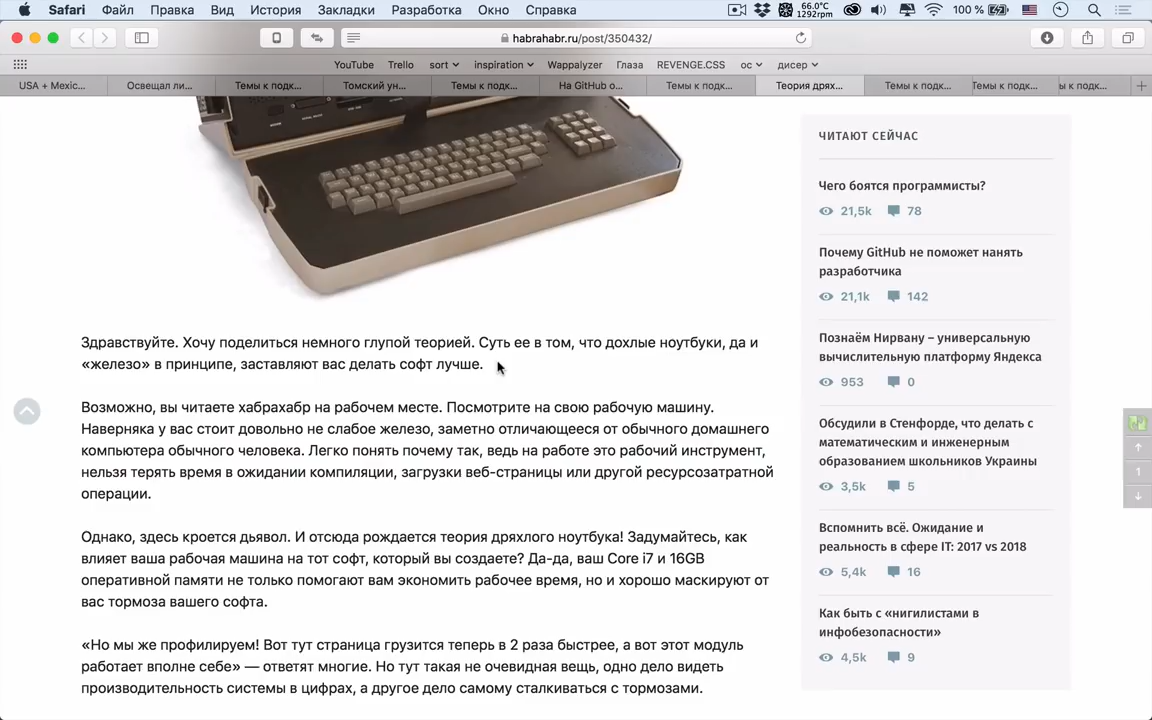 Safari Файл Правка Вид История Закладки Разработка Окно Справка 66.0°C 1292rpm 100 %
habrahabr.ru/post/350432/
YouTube Trello sort inspiration Wappalyzer Глаза REVENGE.CSS ос дисер
USA + Mexic... Освещал ли... Темы к подк... Томский ун... Темы к подк... На GitHub о... Темы к подк... Теория дрях... Темы к подк... Темы к подк... ы к подк...
Здравствуйте. Хочу поделиться немного глупой теорией. Суть ее в том, что дохлые ноутбуки, да и
«железо» в принципе, заставляют вас делать софт лучше.
Возможно, вы читаете хабрахабр на рабочем месте. Посмотрите на свою рабочую машину.
Наверняка у вас стоит довольно не слабое железо, заметно отличающееся от обычного домашнего
компьютера обычного человека. Легко понять почему так, ведь на работе это рабочий инструмент,
нельзя терять время в ожидании компиляции, загрузки веб-страницы или другой ресурсозатратной
операции.
Однако, здесь кроется дьявол. И отсюда рождается теория дряхлого ноутбука! Задумайтесь, как
влияет ваша рабочая машина на тот софт, который вы создаете? Да-да, ваш Core i7 и 16GB
оперативной памяти не только помогают вам экономить рабочее время, но и хорошо маскируют от
вас тормоза вашего софта.
«Но мы же профилируем! Вот тут страница грузится теперь в 2 раза быстрее, а вот этот модуль
работает вполне себе» — ответят многие. Но тут такая не очевидная вещь, одно дело видеть
производительность системы в цифрах, а другое дело самому сталкиваться с тормозами.
ЧИТАЮТ СЕЙЧАС
Чего боятся программисты?
21,5k 78
Почему GitHub не поможет нанять
разработчика
21,1k 142
Познаём Нирвану – универсальную
вычислительную платформу Яндекса
953 0
Обсудили в Стенфорде, что делать с
математическим и инженерным
образованием школьников Украины
3,5k 5
Вспомнить всё. Ожидание и
реальность в сфере IT: 2017 vs 2018
5,4k 16
Как быть с «нигилистами в
инфобезопасности»
4,5k 9
1